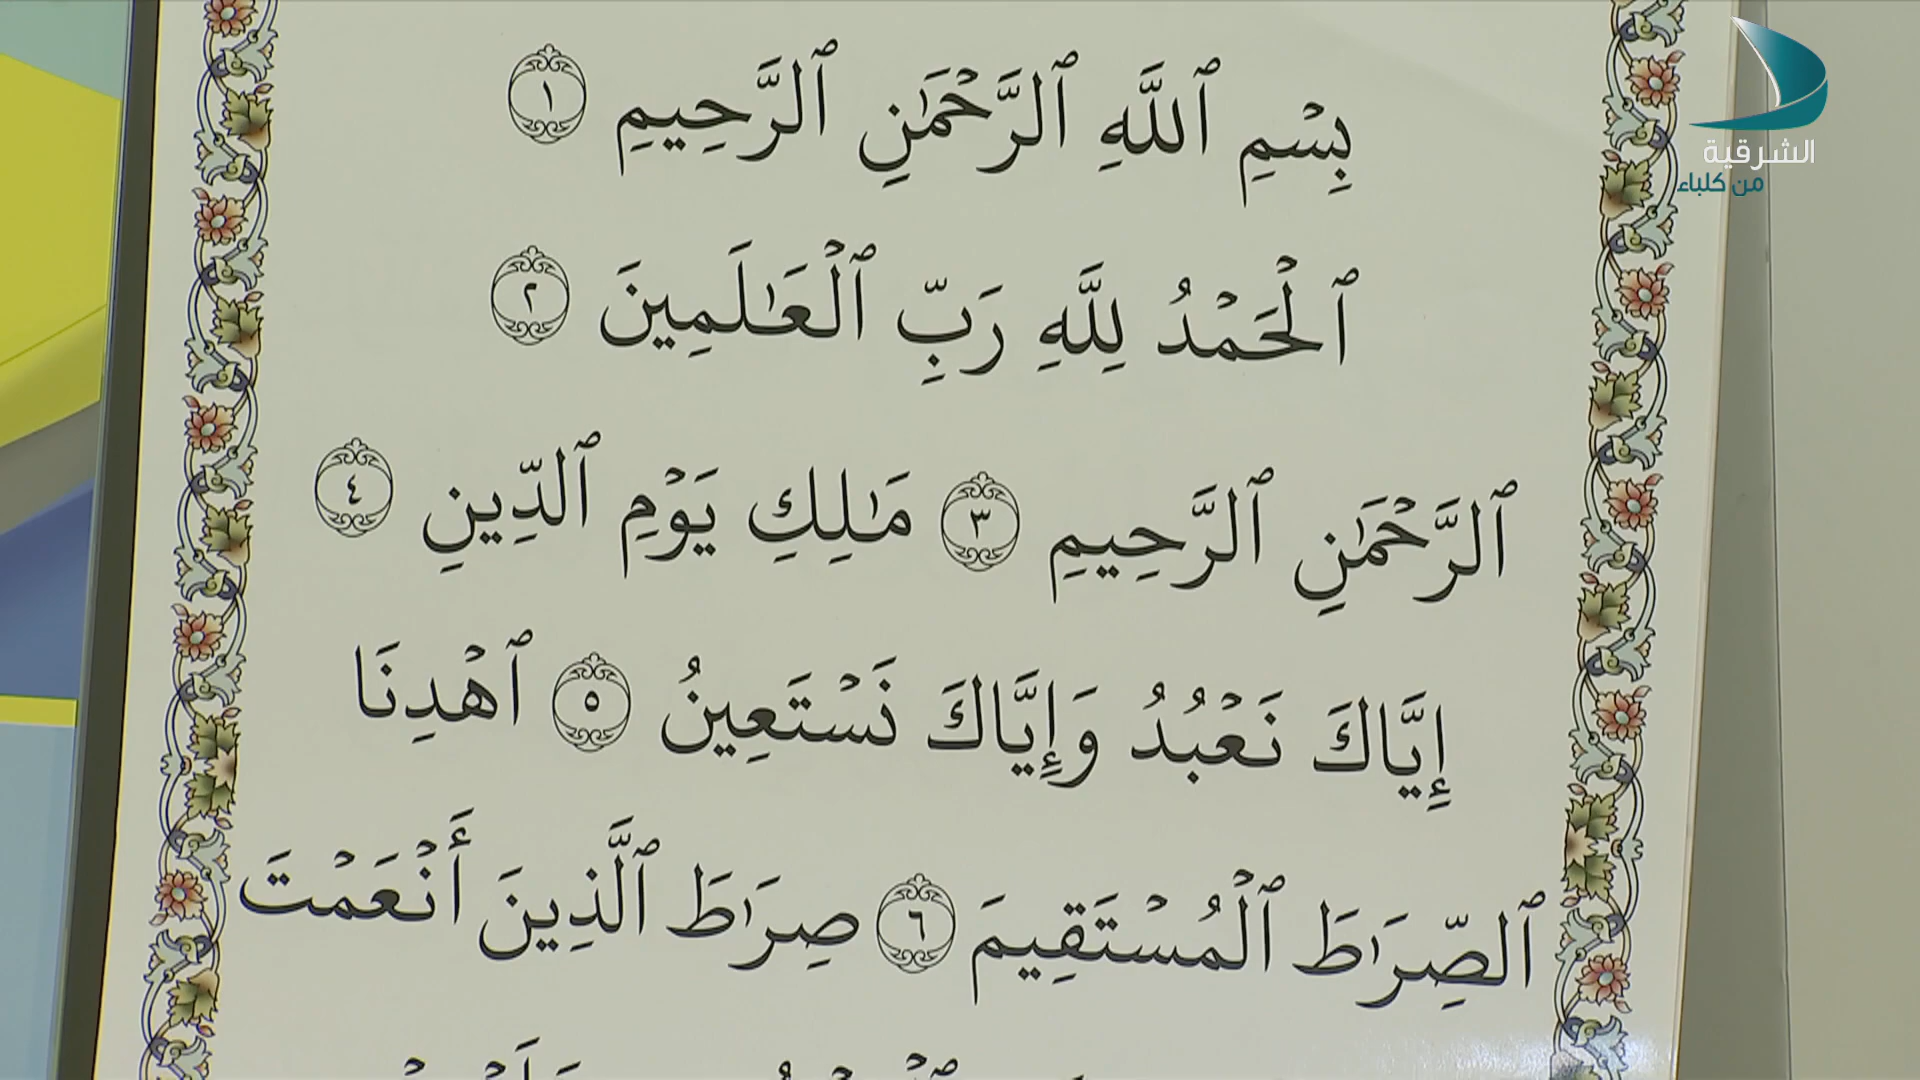 بِسْمِ ٱللَّهِ ٱلرَّحْمَٰنِ ٱلرَّحِيمِ ١
ٱلْحَمْدُ لِلَّهِ رَبِّ ٱلْعَٰلَمِينَ ٢
ٱلرَّحْمَٰنِ ٱلرَّحِيمِ ٣ مَٰلِكِ يَوْمِ ٱلدِّينِ ٤
إِيَّاكَ نَعْبُدُ وَإِيَّاكَ نَسْتَعِينُ ٥ ٱهْدِنَا
ٱلصِّرَٰطَ ٱلْمُسْتَقِيمَ ٦ صِرَٰطَ ٱلَّذِينَ أَنْعَمْتَ
الشرقية
من كلباء